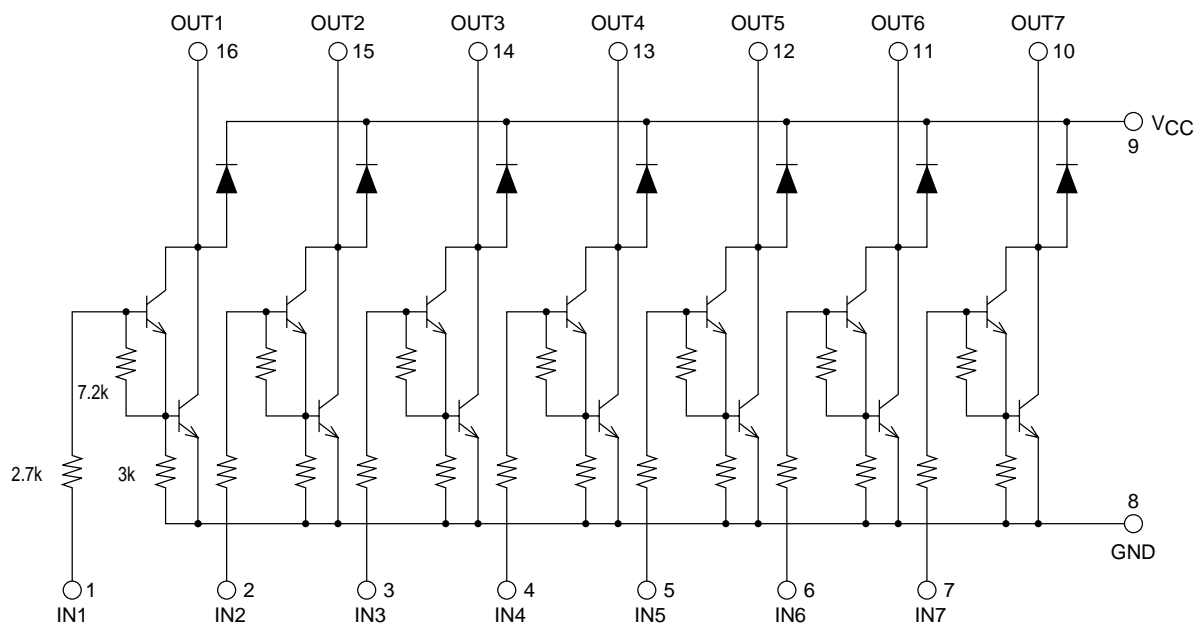 OUT1 OUT2 OUT3 OUT4 OUT5 OUT6 OUT7
16 15 14 13 12 11 10
VCC
9
7.2k
2.7k 3k
8
GND
1 2 3 4 5 6 7
IN1 IN2 IN3 IN4 IN5 IN6 IN7